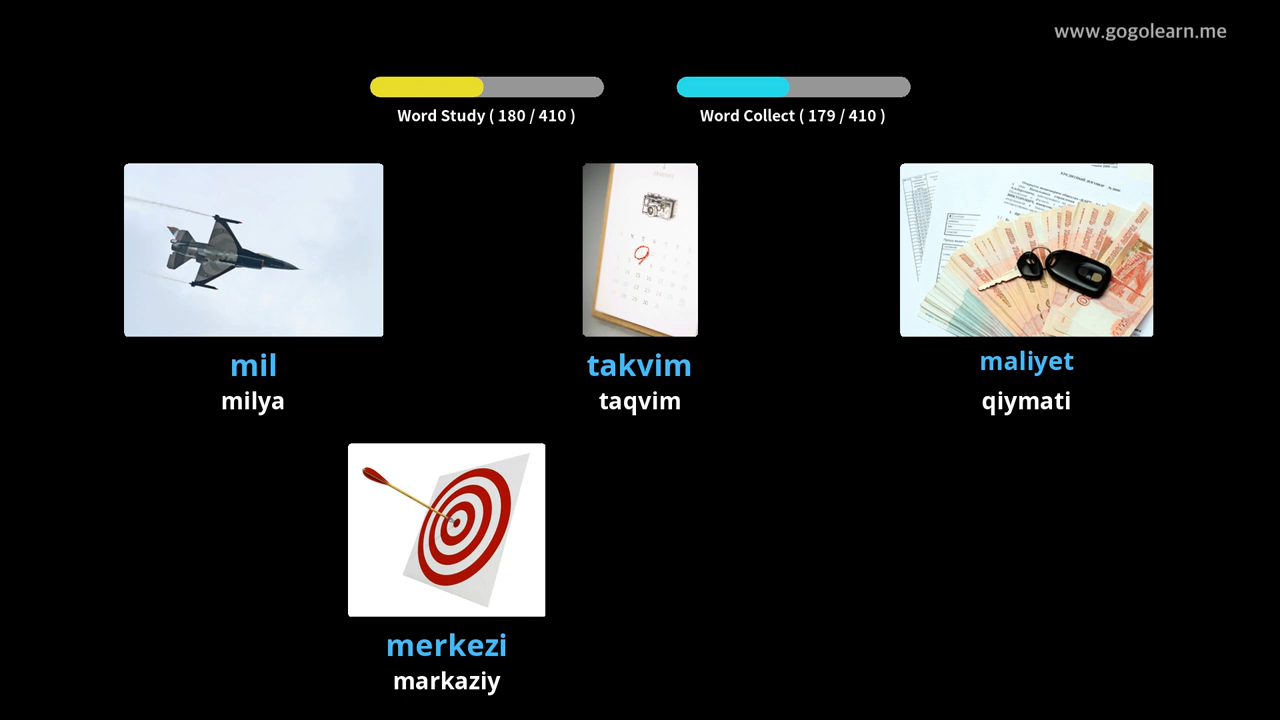 www.gogolearn.me
Word Study ( 180 / 410 )
Word Collect ( 179 / 410 )
mil
milya
takvim
taqvim
maliyet
qiymati
merkezi
markaziy